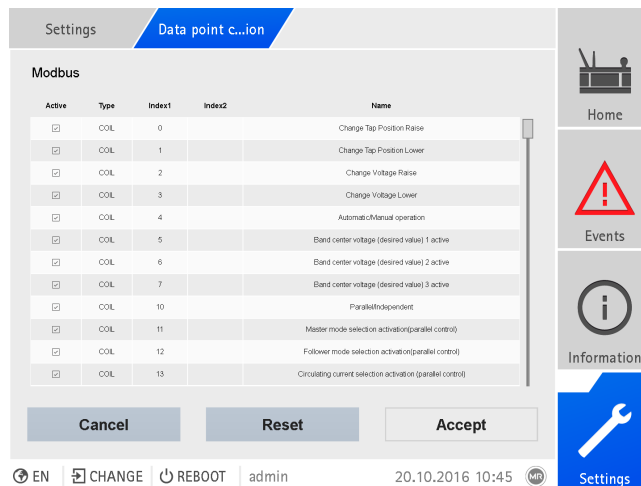 Settings
Data point c...ion
Modbus
Active Type Index1 Index2 Name
COIL 0 Change Tap Position Raise
COIL 1 Change Tap Position Lower
COIL 2 Change Voltage Raise
COIL 3 Change Voltage Lower
COIL 4 Automatic/Manual operation
COIL 5 Band center voltage (desired value) 1 active
COIL 6 Band center voltage (desired value) 2 active
COIL 7 Band center voltage (desired value) 3 active
COIL 10 Parallel/Independent
COIL 11 Master mode selection activation(parallel control)
COIL 12 Follower mode selection activation(parallel control)
COIL 13 Circulating current selection activation (parallel control)
Cancel Reset Accept
EN CHANGE REBOOT admin 20.10.2016 10:45 MR
Home
Events
Information
Settings